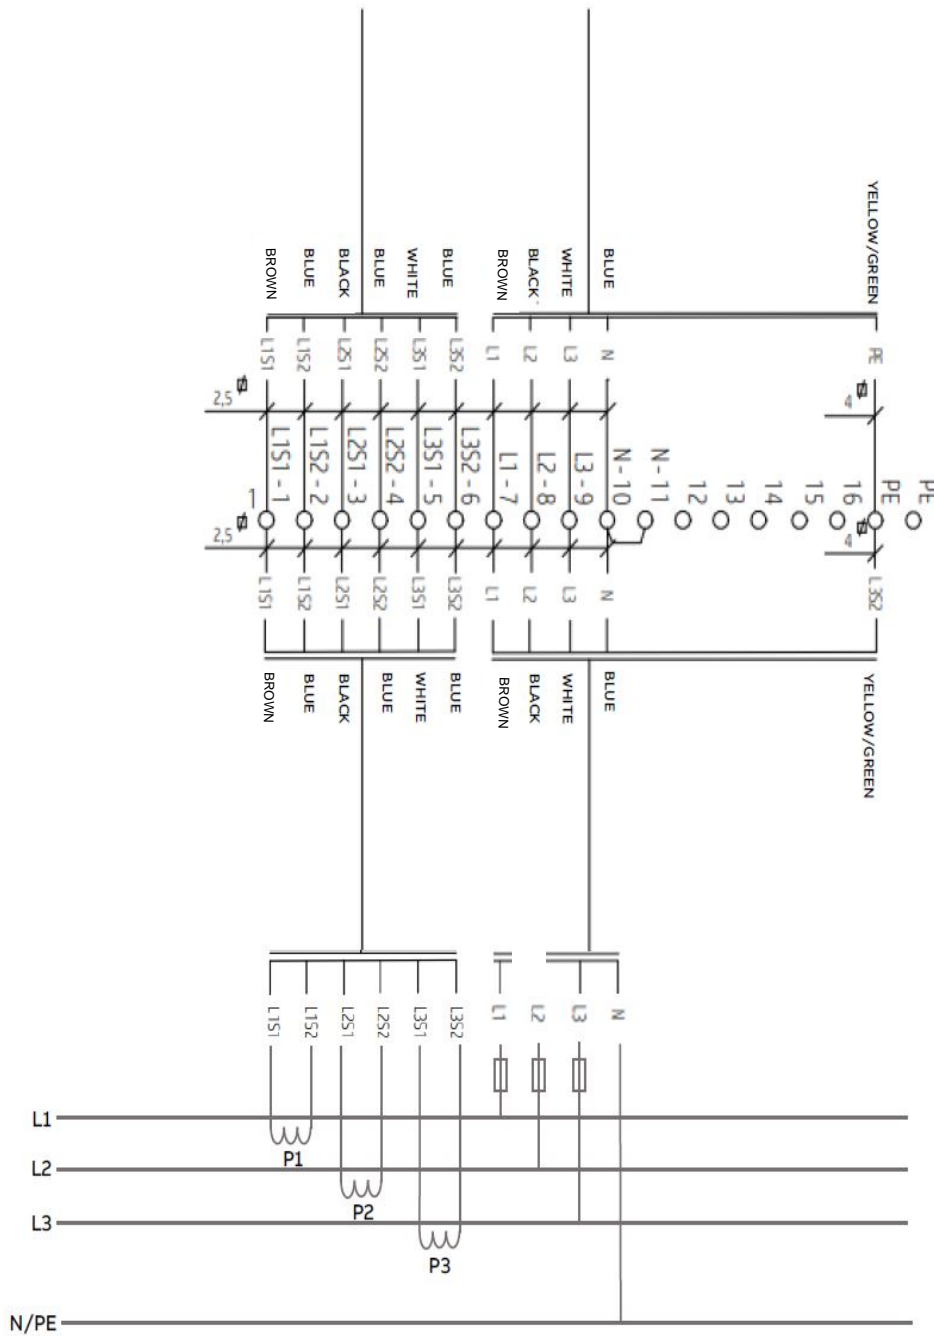 YELLOW/GREEN
BROWN
BLUE
BLACK
BLUE
WHITE
BLUE
BROWN
BLACK
WHITE
BLUE
L1S1
L1S2
L2S1
L2S2
L3S1
L3S2
L1
L2
L3
N
PE
2,5
4
L1S1 - 1
L1S2 - 2
L2S1 - 3
L2S2 - 4
L3S1 - 5
L3S2 - 6
L1 - 7
L2 - 8
L3 - 9
N - 10
N - 11
12
13
14
15
16
PE
PE
1
2,5
4
L1S1
L1S2
L2S1
L2S2
L3S1
L3S2
L1
L2
L3
N
L3S2
BROWN
BLUE
BLACK
BLUE
WHITE
BLUE
BROWN
BLACK
WHITE
BLUE
YELLOW/GREEN
L1S1
L1S2
L2S1
L2S2
L3S1
L3S2
L1
L2
L3
N
L1
P1
L2
P2
L3
P3
N/PE